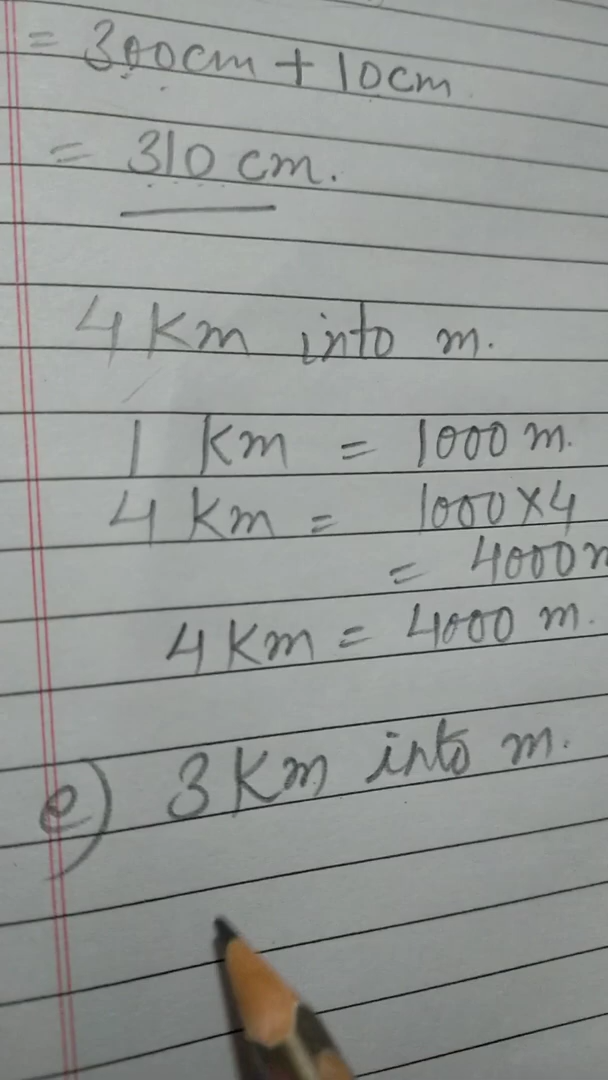 = 300cm + 10cm
= 310 cm.
4 Km into m.
1 Km = 1000 m.
4 Km = 1000×4
= 4000m
4 Km = 4000 m.
e) 3 Km into m.